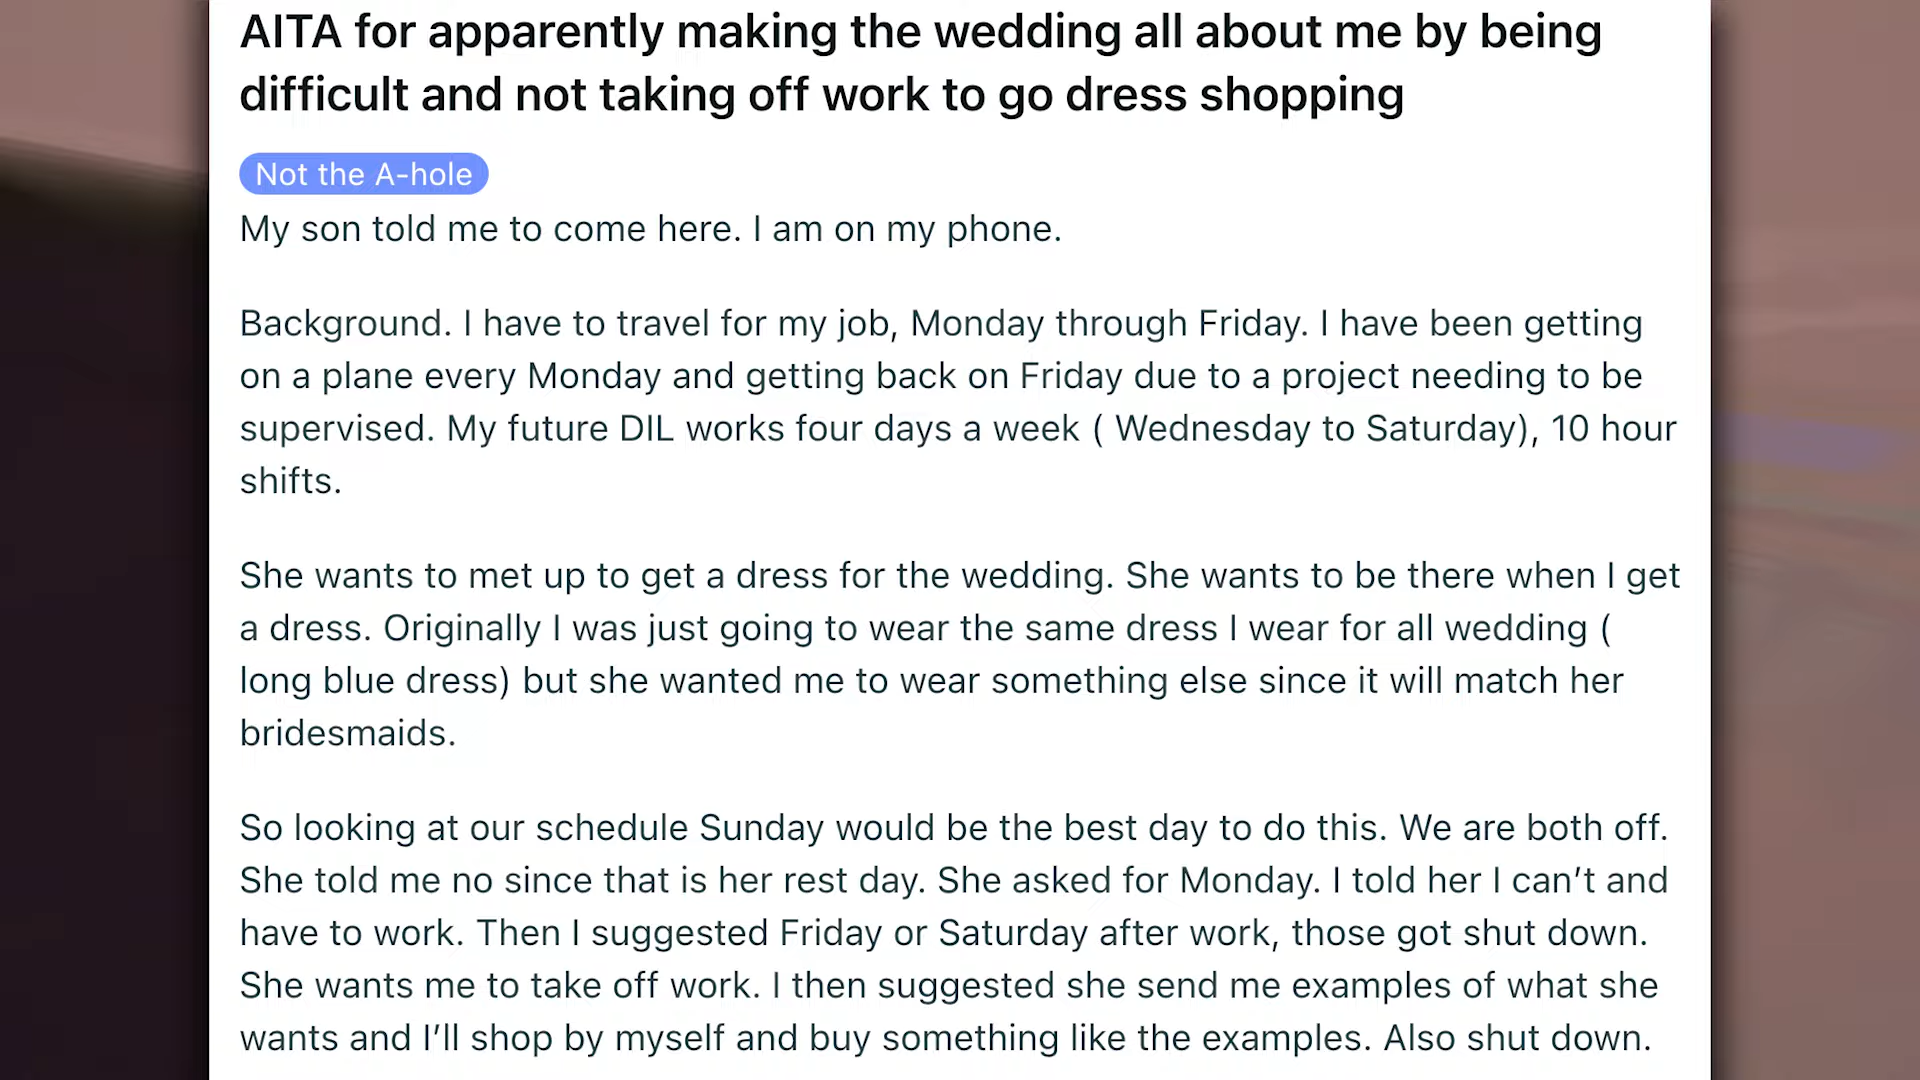 AITA for apparently making the wedding all about me by being
difficult and not taking off work to go dress shopping
Not the A-hole
My son told me to come here. I am on my phone.
Background. I have to travel for my job, Monday through Friday. I have been getting
on a plane every Monday and getting back on Friday due to a project needing to be
supervised. My future DIL works four days a week ( Wednesday to Saturday), 10 hour
shifts.
She wants to met up to get a dress for the wedding. She wants to be there when I get
a dress. Originally I was just going to wear the same dress I wear for all wedding (
long blue dress) but she wanted me to wear something else since it will match her
bridesmaids.
So looking at our schedule Sunday would be the best day to do this. We are both off.
She told me no since that is her rest day. She asked for Monday. I told her I can’t and
have to work. Then I suggested Friday or Saturday after work, those got shut down.
She wants me to take off work. I then suggested she send me examples of what she
wants and I’ll shop by myself and buy something like the examples. Also shut down.